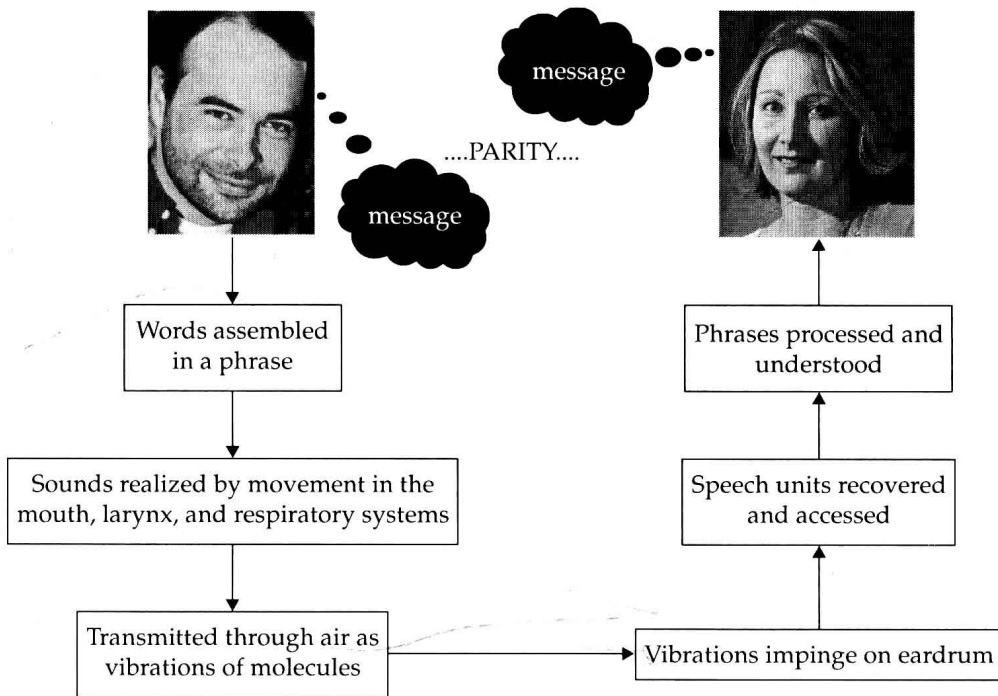 message
....PARITY....
message
Words assembled
in a phrase
Sounds realized by movement in the
mouth, larynx, and respiratory systems
Transmitted through air as
vibrations of molecules
Vibrations impinge on eardrum
Speech units recovered
and accessed
Phrases processed and
understood